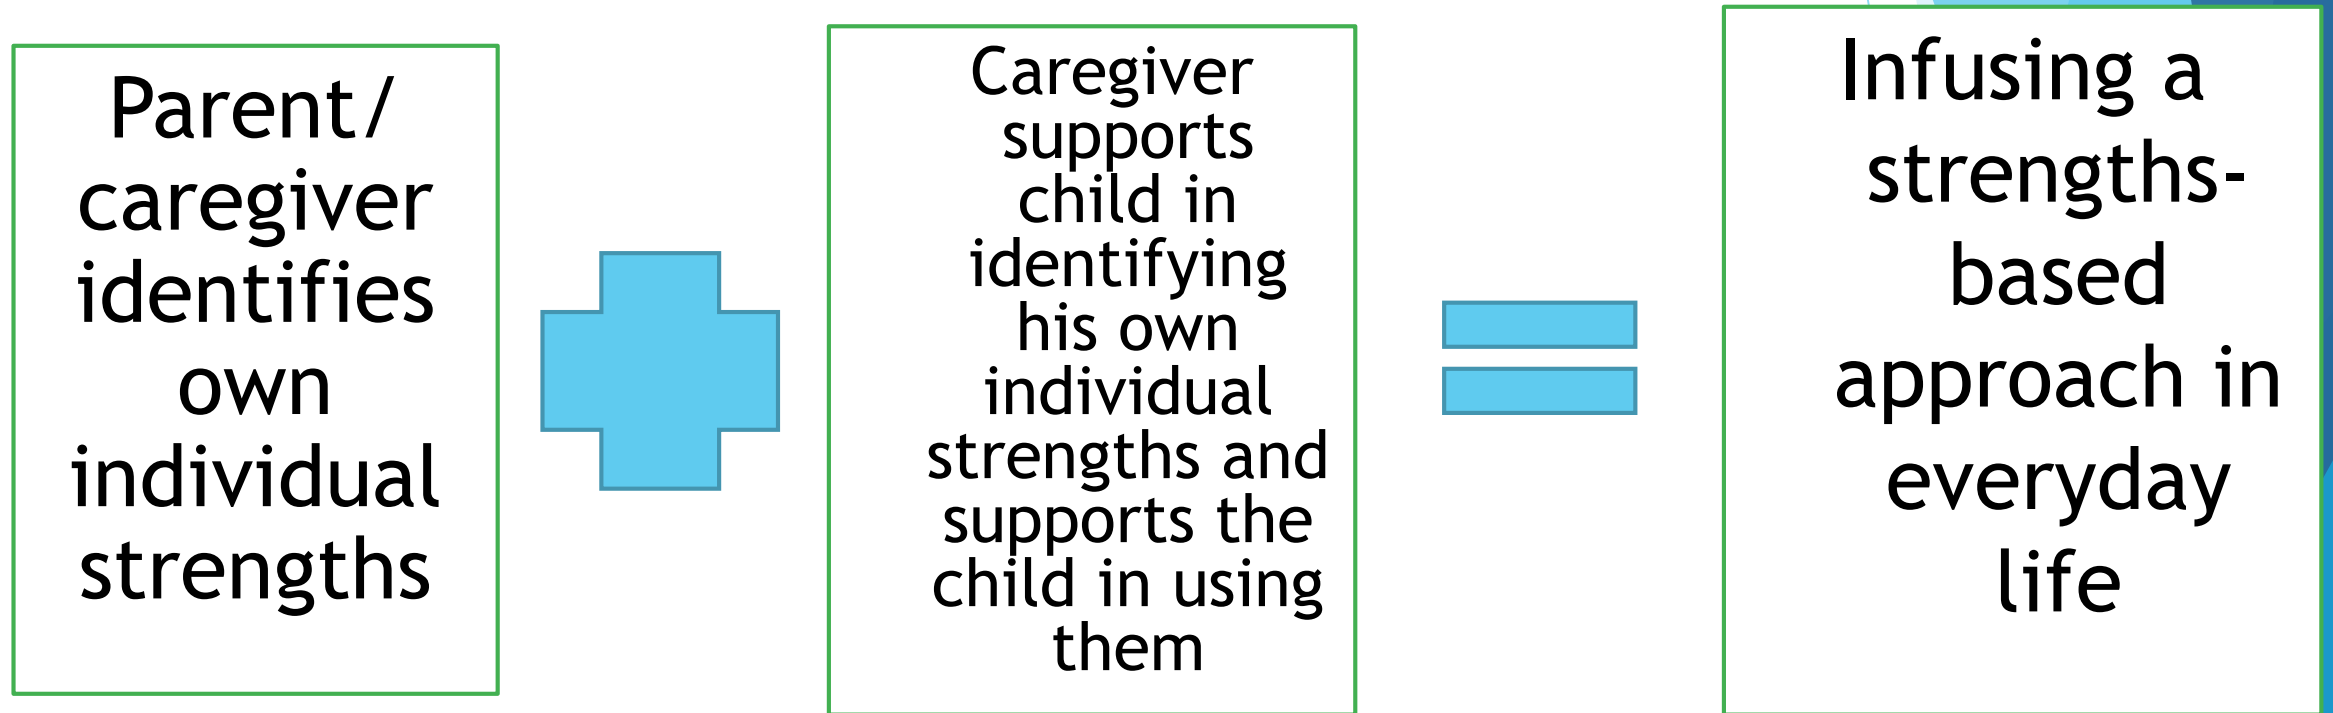 Parent/
caregiver
identifies
own
individual
strengths
Caregiver
supports
child in
identifying
his own
individual
strengths and
supports the
child in using
them
Infusing a
strengths-
based
approach in
everyday
life